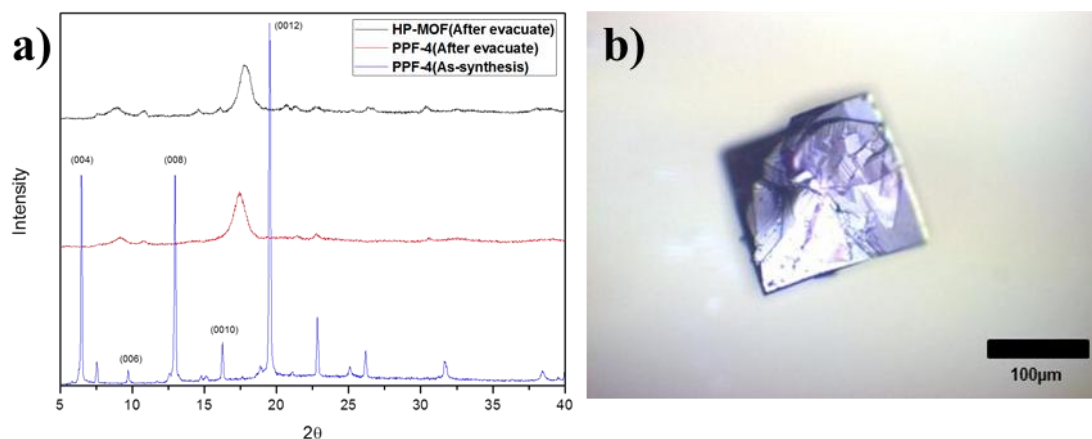 a)
HP-MOF(After evacuate)
PPF-4(After evacuate)
PPF-4(As-synthesis)
(0012)
(004)
(008)
(006)
(0010)
Intensity
5 10 15 20 25 30 35 40
2θ
b)
100μm